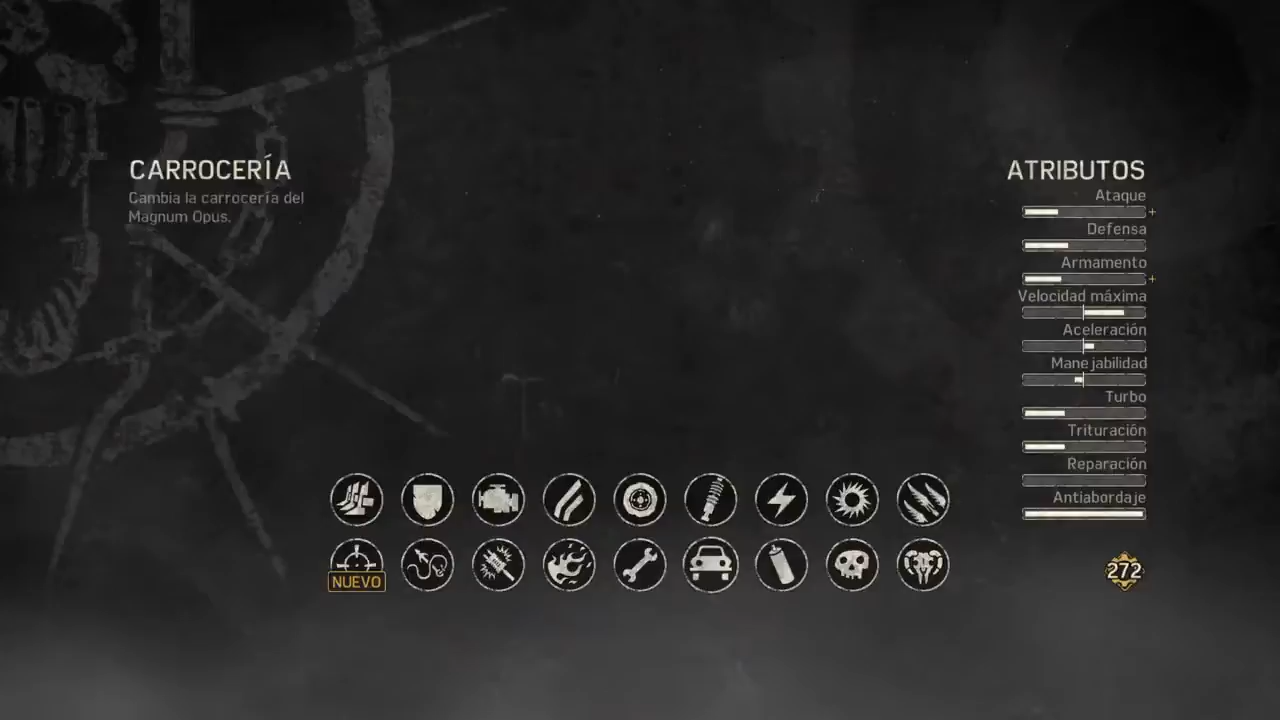 CARROCERÍA
Cambia la carrocería del
Magnum Opus.
ATRIBUTOS
Ataque
+
Defensa
Armamento
+
Velocidad máxima
Aceleración
Manejabilidad
Turbo
Trituración
Reparación
Antiabordaje
NUEVO
272